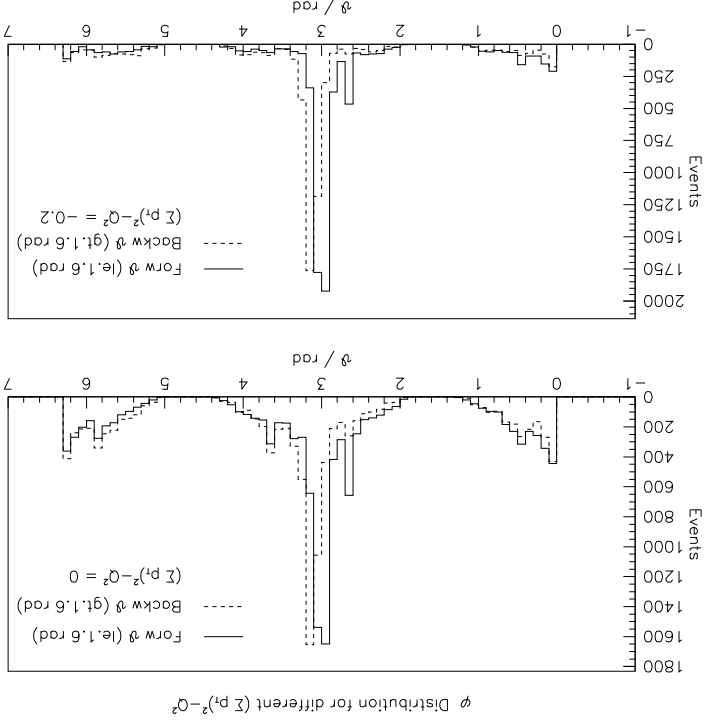 φ Distribution for different (Σ p_T)²-Q²
Events
1800
1600
1400
1200
1000
800
600
400
200
0
Forw ϑ (le.1.6 rad)
Backw ϑ (gt.1.6 rad)
(Σ p_T)²-Q² = 0
-1 0 1 2 3 4 5 6 7
ϑ / rad
Events
2000
1750
1500
1250
1000
750
500
250
0
Forw ϑ (le.1.6 rad)
Backw ϑ (gt.1.6 rad)
(Σ p_T)²-Q² = -0.2
-1 0 1 2 3 4 5 6 7
ϑ / rad